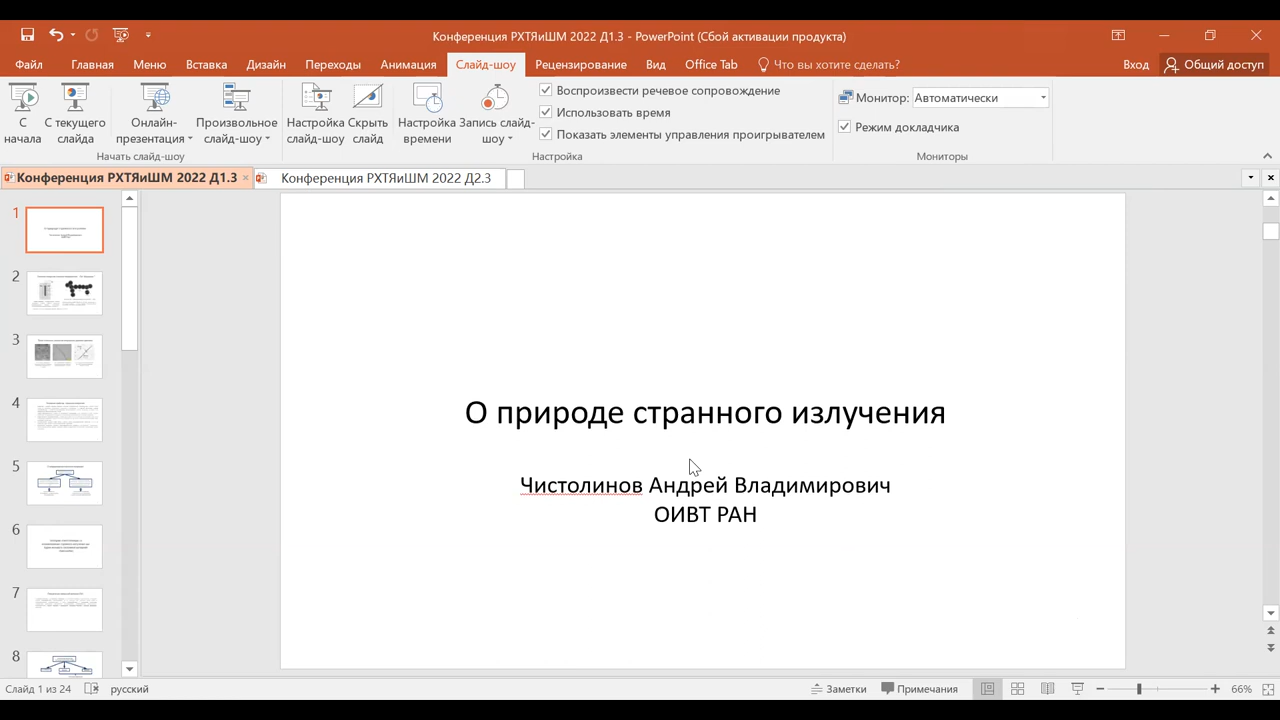 Конференция РХТЯиШМ 2022 Д1.3 - PowerPoint (Сбой активации продукта)
Файл Главная Меню Вставка Дизайн Переходы Анимация Слайд-шоу Рецензирование Вид Office Tab Что вы хотите сделать? Вход Общий доступ
С начала
С текущего слайда
Онлайн-презентация
Произвольное слайд-шоу
Начать слайд-шоу
Настройка слайд-шоу
Скрыть слайд
Настройка времени
Запись слайд-шоу
Воспроизвести речевое сопровождение
Использовать время
Показать элементы управления проигрывателем
Настройка
Монитор: Автоматически
Режим докладчика
Мониторы
Конференция РХТЯиШМ 2022 Д1.3 Конференция РХТЯиШМ 2022 Д2.3
1
2
3
4
5
6
7
8
О природе странного излучения
Чистолинов Андрей Владимирович
ОИВТ РАН
Слайд 1 из 24 русский Заметки Примечания 66%